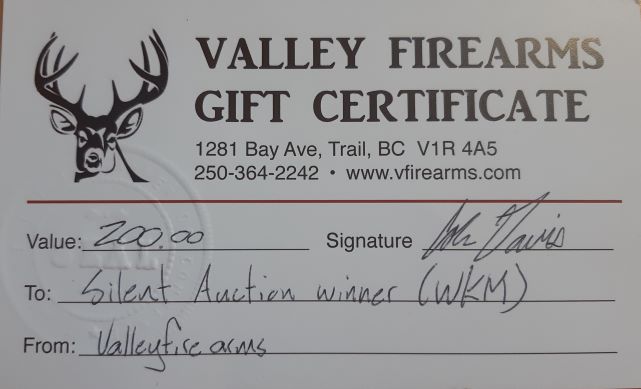 VALLEY FIREARMS
GIFT CERTIFICATE
1281 Bay Ave, Trail, BC V1R 4A5
250-364-2242 • www.vfirearms.com
Value: 200.00 Signature Davis
To: Silent Auction winner (WKM)
From: Valleyfirearms